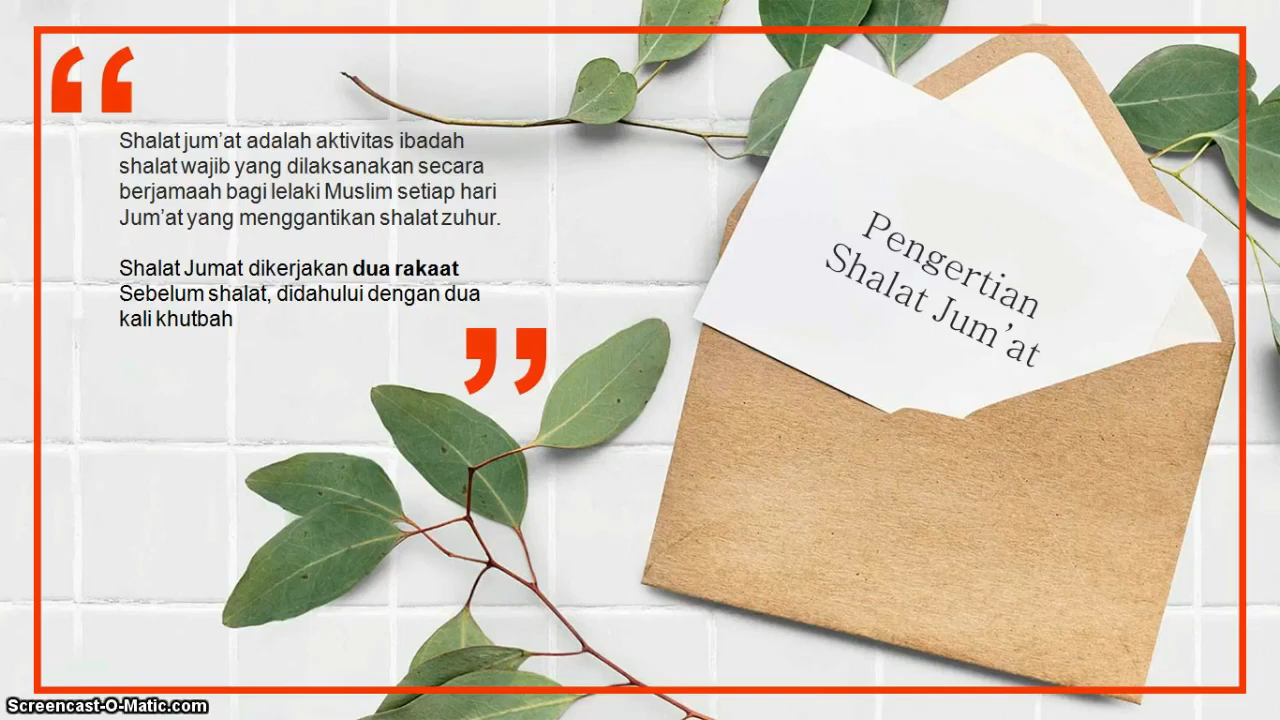 Shalat jum’at adalah aktivitas ibadah
shalat wajib yang dilaksanakan secara
berjamaah bagi lelaki Muslim setiap hari
Jum’at yang menggantikan shalat zuhur.
Shalat Jumat dikerjakan dua rakaat
Sebelum shalat, didahului dengan dua
kali khutbah
Pengertian
Shalat Jum’at
Screencast-O-Matic.com